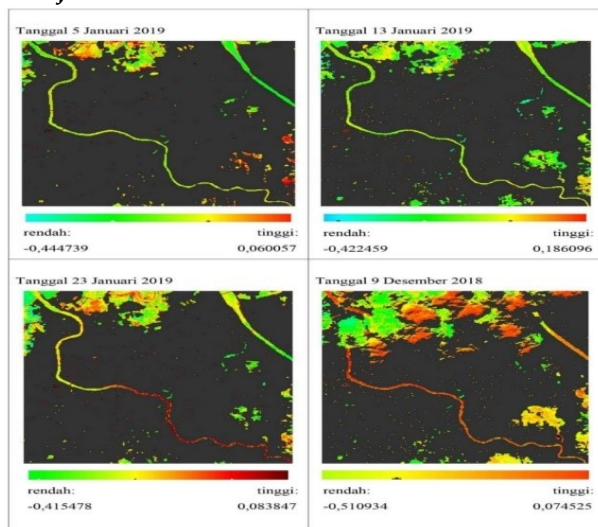 Tanggal 5 Januari 2019
rendah: tinggi:
-0,444739 0,060057
Tanggal 13 Januari 2019
rendah: tinggi:
-0,422459 0,186096
Tanggal 23 Januari 2019
rendah: tinggi:
-0,415478 0,083847
Tanggal 9 Desember 2018
rendah: tinggi:
-0,510934 0,074525